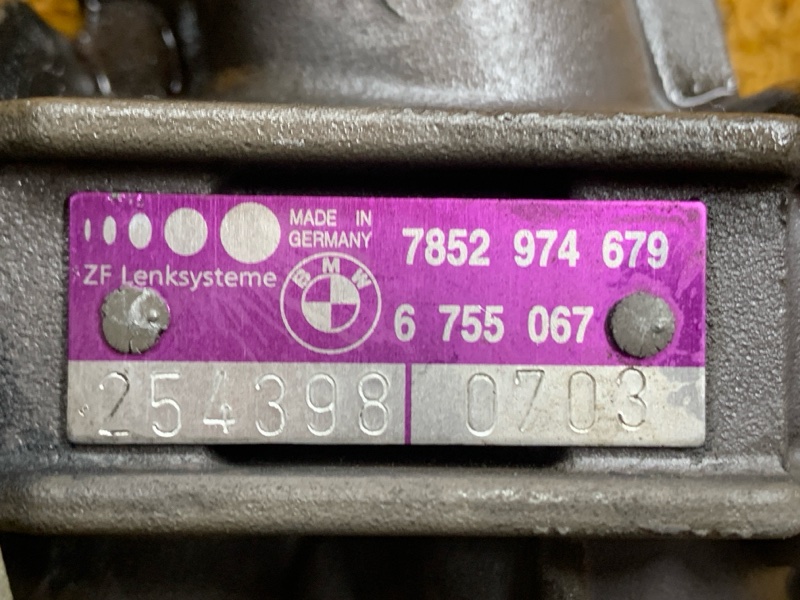 MADE IN
GERMANY
7852 974 679
ZF Lenksysteme
BMW
6 755 067
254398 0703